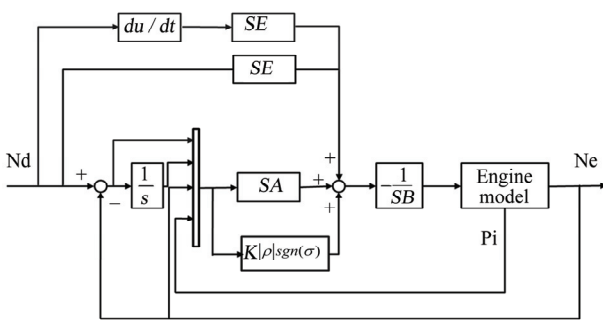 du / dt
SE
SE
Nd
+
−
1
s
SA
+
+
+
−1
SB
Engine
model
Ne
Pi
K|ρ|sgn(σ)